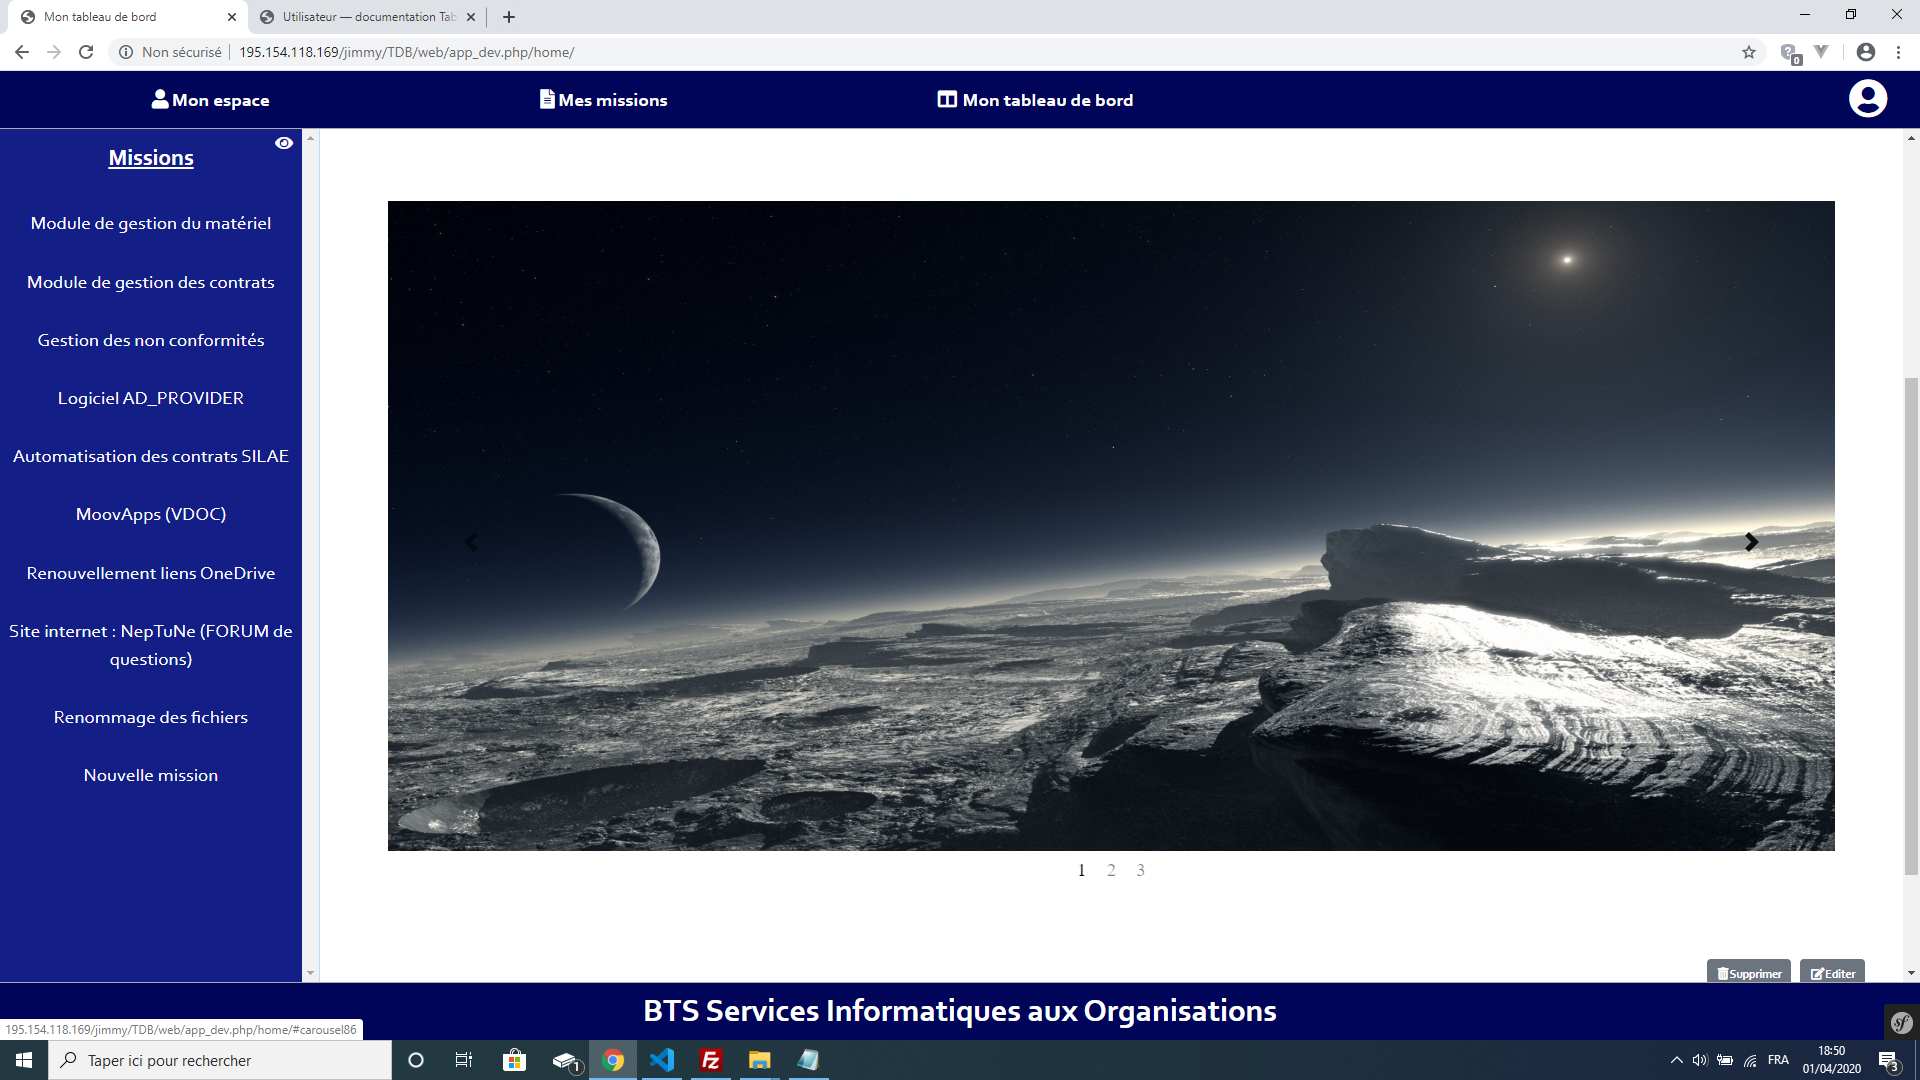 Mon tableau de bord
Utilisateur — documentation Tab
Non sécurisé
195.154.118.169/jimmy/TDB/web/app_dev.php/home/
0
Mon espace
Mes missions
Mon tableau de bord
Missions
Module de gestion du matériel
Module de gestion des contrats
Gestion des non conformités
Logiciel AD_PROVIDER
Automatisation des contrats SILAE
MoovApps (VDOC)
Renouvellement liens OneDrive
Site internet : NepTuNe (FORUM de
questions)
Renommage des fichiers
Nouvelle mission
1 2 3
Supprimer
Editer
BTS Services Informatiques aux Organisations
195.154.118.169/jimmy/TDB/web/app_dev.php/home/#carousel86
sf
Taper ici pour rechercher
1
FZ
FRA
18:50
01/04/2020
3